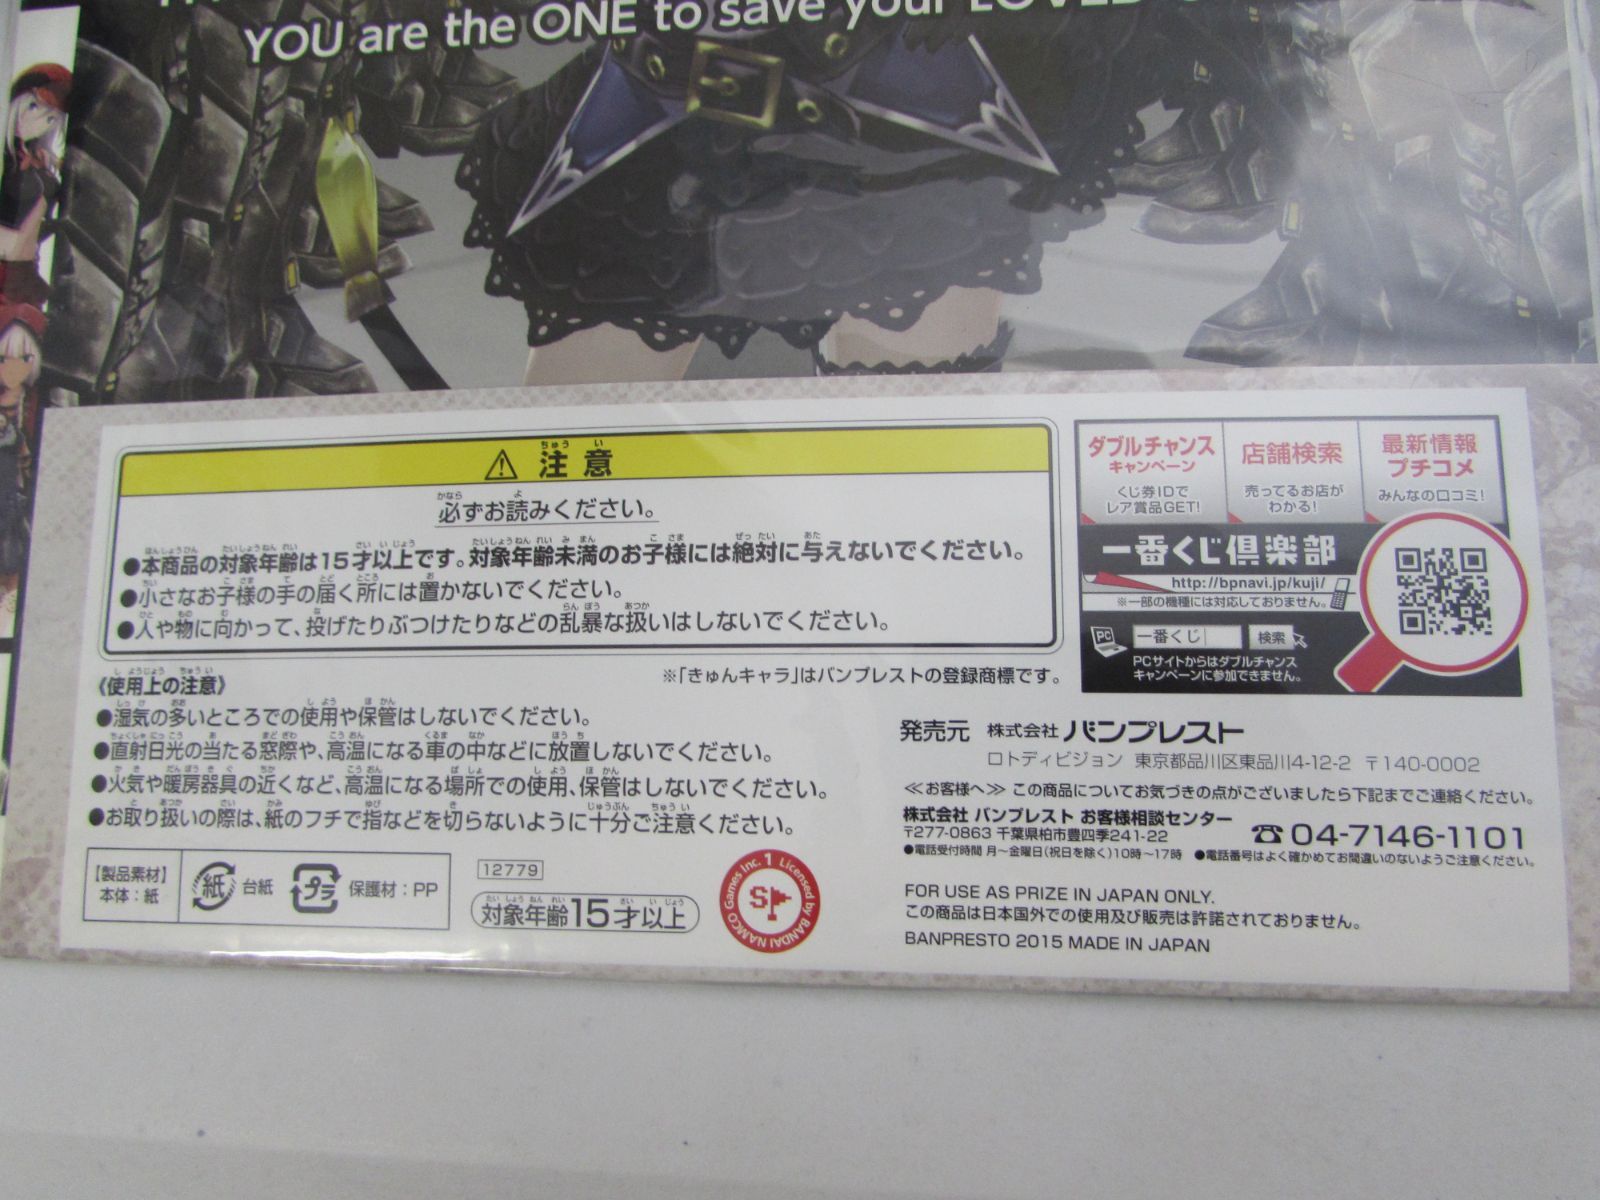 YOU are the ONE to save your LOVED
⚠ 注意
必ずお読みください。
●本商品の対象年齢は15才以上です。対象年齢未満のお子様には絶対に与えないでください。
●小さなお子様の手の届く所には置かないでください。
●人や物に向かって、投げたりぶつけたりなどの乱暴な扱いはしないでください。
※「きゅんキャラ」はバンプレストの登録商標です。
《使用上の注意》
●湿気の多いところでの使用や保管はしないでください。
●直射日光の当たる窓際や、高温になる車の中などに放置しないでください。
●火気や暖房器具の近くなど、高温になる場所での使用、保管はしないでください。
●お取り扱いの際は、紙のフチで指などを切らないように十分ご注意ください。
【製品素材】
本体：紙
紙 台紙
プラ 保護材：PP
12779
対象年齢15才以上
Licensed by BANDAI NAMCO Games Inc. 1
ダブルチャンス
キャンペーン
くじ券IDで
レア賞品GET!
店舗検索
売ってるお店が
わかる!
最新情報
プチコメ
みんなの口コミ!
一番くじ倶楽部
http://bpnavi.jp/kuji/
※一部の機種には対応しておりません。
PC 一番くじ 検索
PCサイトからはダブルチャンス
キャンペーンに参加できません。
発売元 株式会社 バンプレスト
ロトディビジョン 東京都品川区東品川4-12-2 〒140-0002
≪お客様へ≫ この商品についてお気づきの点がございましたら下記までご連絡ください。
株式会社 バンプレスト お客様相談センター
〒277-0863 千葉県柏市豊四季241-22 ☎04-7146-1101
●電話受付時間 月～金曜日（祝日を除く）10時～17時 ●電話番号はよく確かめてお間違いのないようご注意ください。
FOR USE AS PRIZE IN JAPAN ONLY.
この商品は日本国外での使用及び販売は許諾されておりません。
BANPRESTO 2015 MADE IN JAPAN